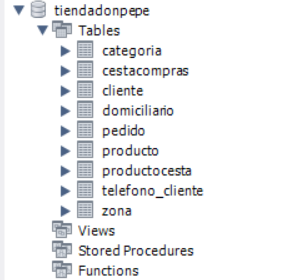 tiendadonpepe
Tables
categoria
cestacompras
cliente
domiciliario
pedido
producto
productocesta
telefono_cliente
zona
Views
Stored Procedures
Functions